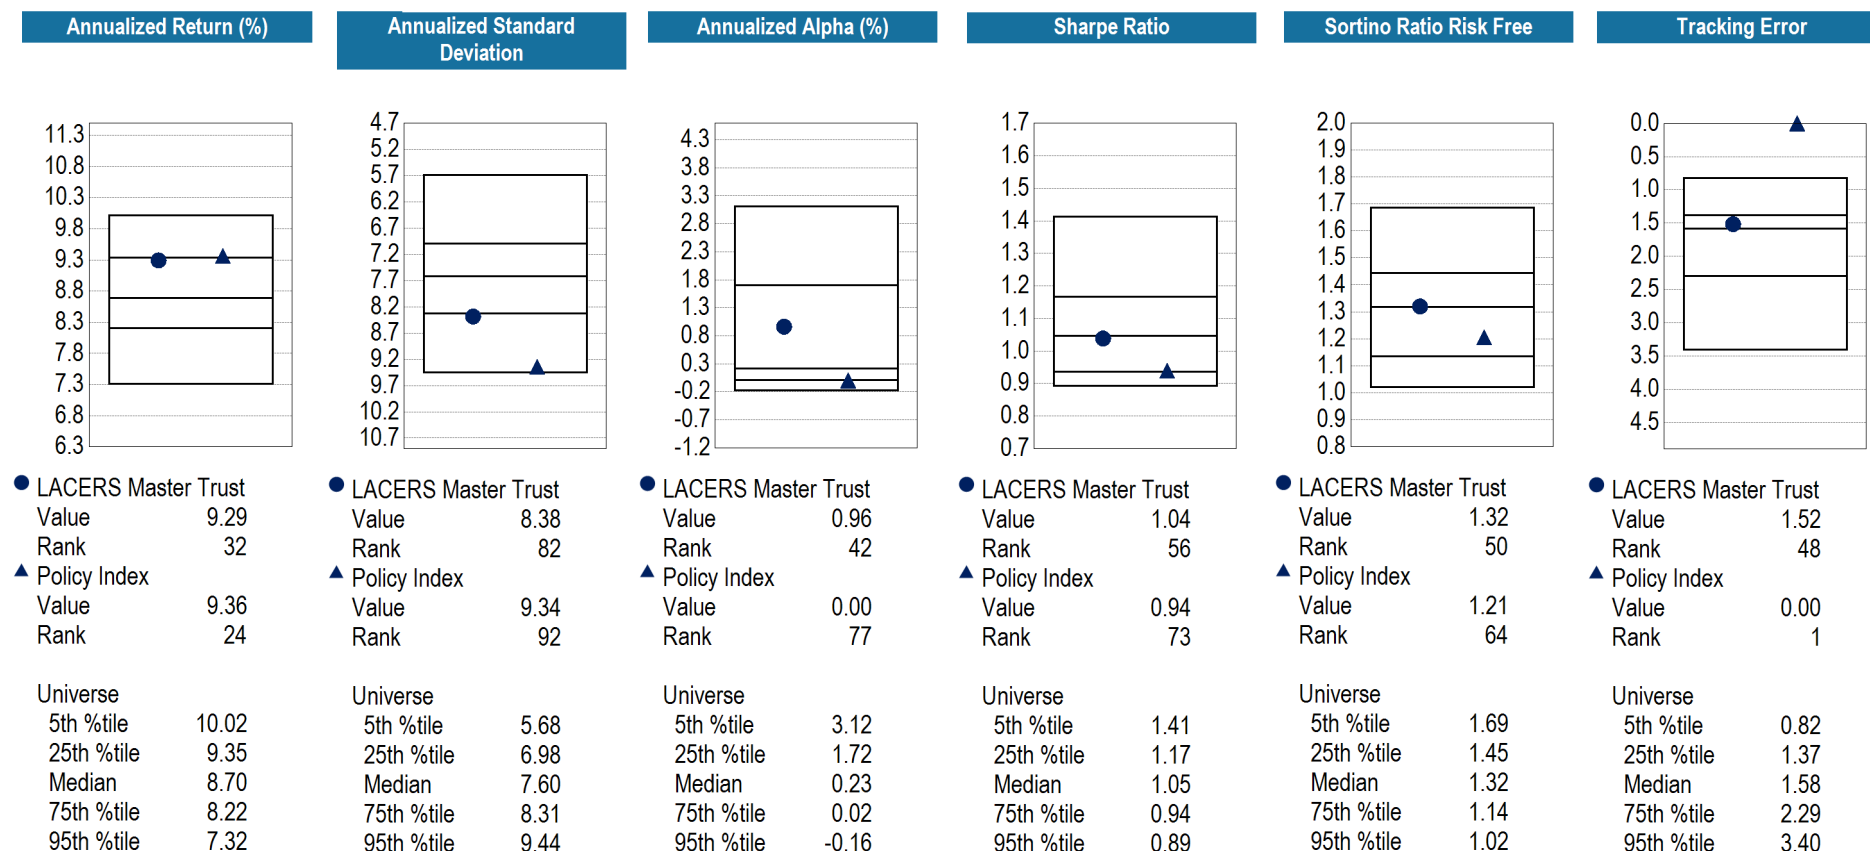 Annualized Return (%)
11.3
10.8
10.3
9.8
9.3
8.8
8.3
7.8
7.3
6.8
6.3
LACERS Master Trust
Value 9.29
Rank 32
Policy Index
Value 9.36
Rank 24
Universe
5th %tile 10.02
25th %tile 9.35
Median 8.70
75th %tile 8.22
95th %tile 7.32
Annualized Standard
Deviation
4.7
5.2
5.7
6.2
6.7
7.2
7.7
8.2
8.7
9.2
9.7
10.2
10.7
LACERS Master Trust
Value 8.38
Rank 82
Policy Index
Value 9.34
Rank 92
Universe
5th %tile 5.68
25th %tile 6.98
Median 7.60
75th %tile 8.31
95th %tile 9.44
Annualized Alpha (%)
4.3
3.8
3.3
2.8
2.3
1.8
1.3
0.8
0.3
-0.2
-0.7
-1.2
LACERS Master Trust
Value 0.96
Rank 42
Policy Index
Value 0.00
Rank 77
Universe
5th %tile 3.12
25th %tile 1.72
Median 0.23
75th %tile 0.02
95th %tile -0.16
Sharpe Ratio
1.7
1.6
1.5
1.4
1.3
1.2
1.1
1.0
0.9
0.8
0.7
LACERS Master Trust
Value 1.04
Rank 56
Policy Index
Value 0.94
Rank 73
Universe
5th %tile 1.41
25th %tile 1.17
Median 1.05
75th %tile 0.94
95th %tile 0.89
Sortino Ratio Risk Free
2.0
1.9
1.8
1.7
1.6
1.5
1.4
1.3
1.2
1.1
1.0
0.9
0.8
LACERS Master Trust
Value 1.32
Rank 50
Policy Index
Value 1.21
Rank 64
Universe
5th %tile 1.69
25th %tile 1.45
Median 1.32
75th %tile 1.14
95th %tile 1.02
Tracking Error
0.0
0.5
1.0
1.5
2.0
2.5
3.0
3.5
4.0
4.5
LACERS Master Trust
Value 1.52
Rank 48
Policy Index
Value 0.00
Rank 1
Universe
5th %tile 0.82
25th %tile 1.37
Median 1.58
75th %tile 2.29
95th %tile 3.40